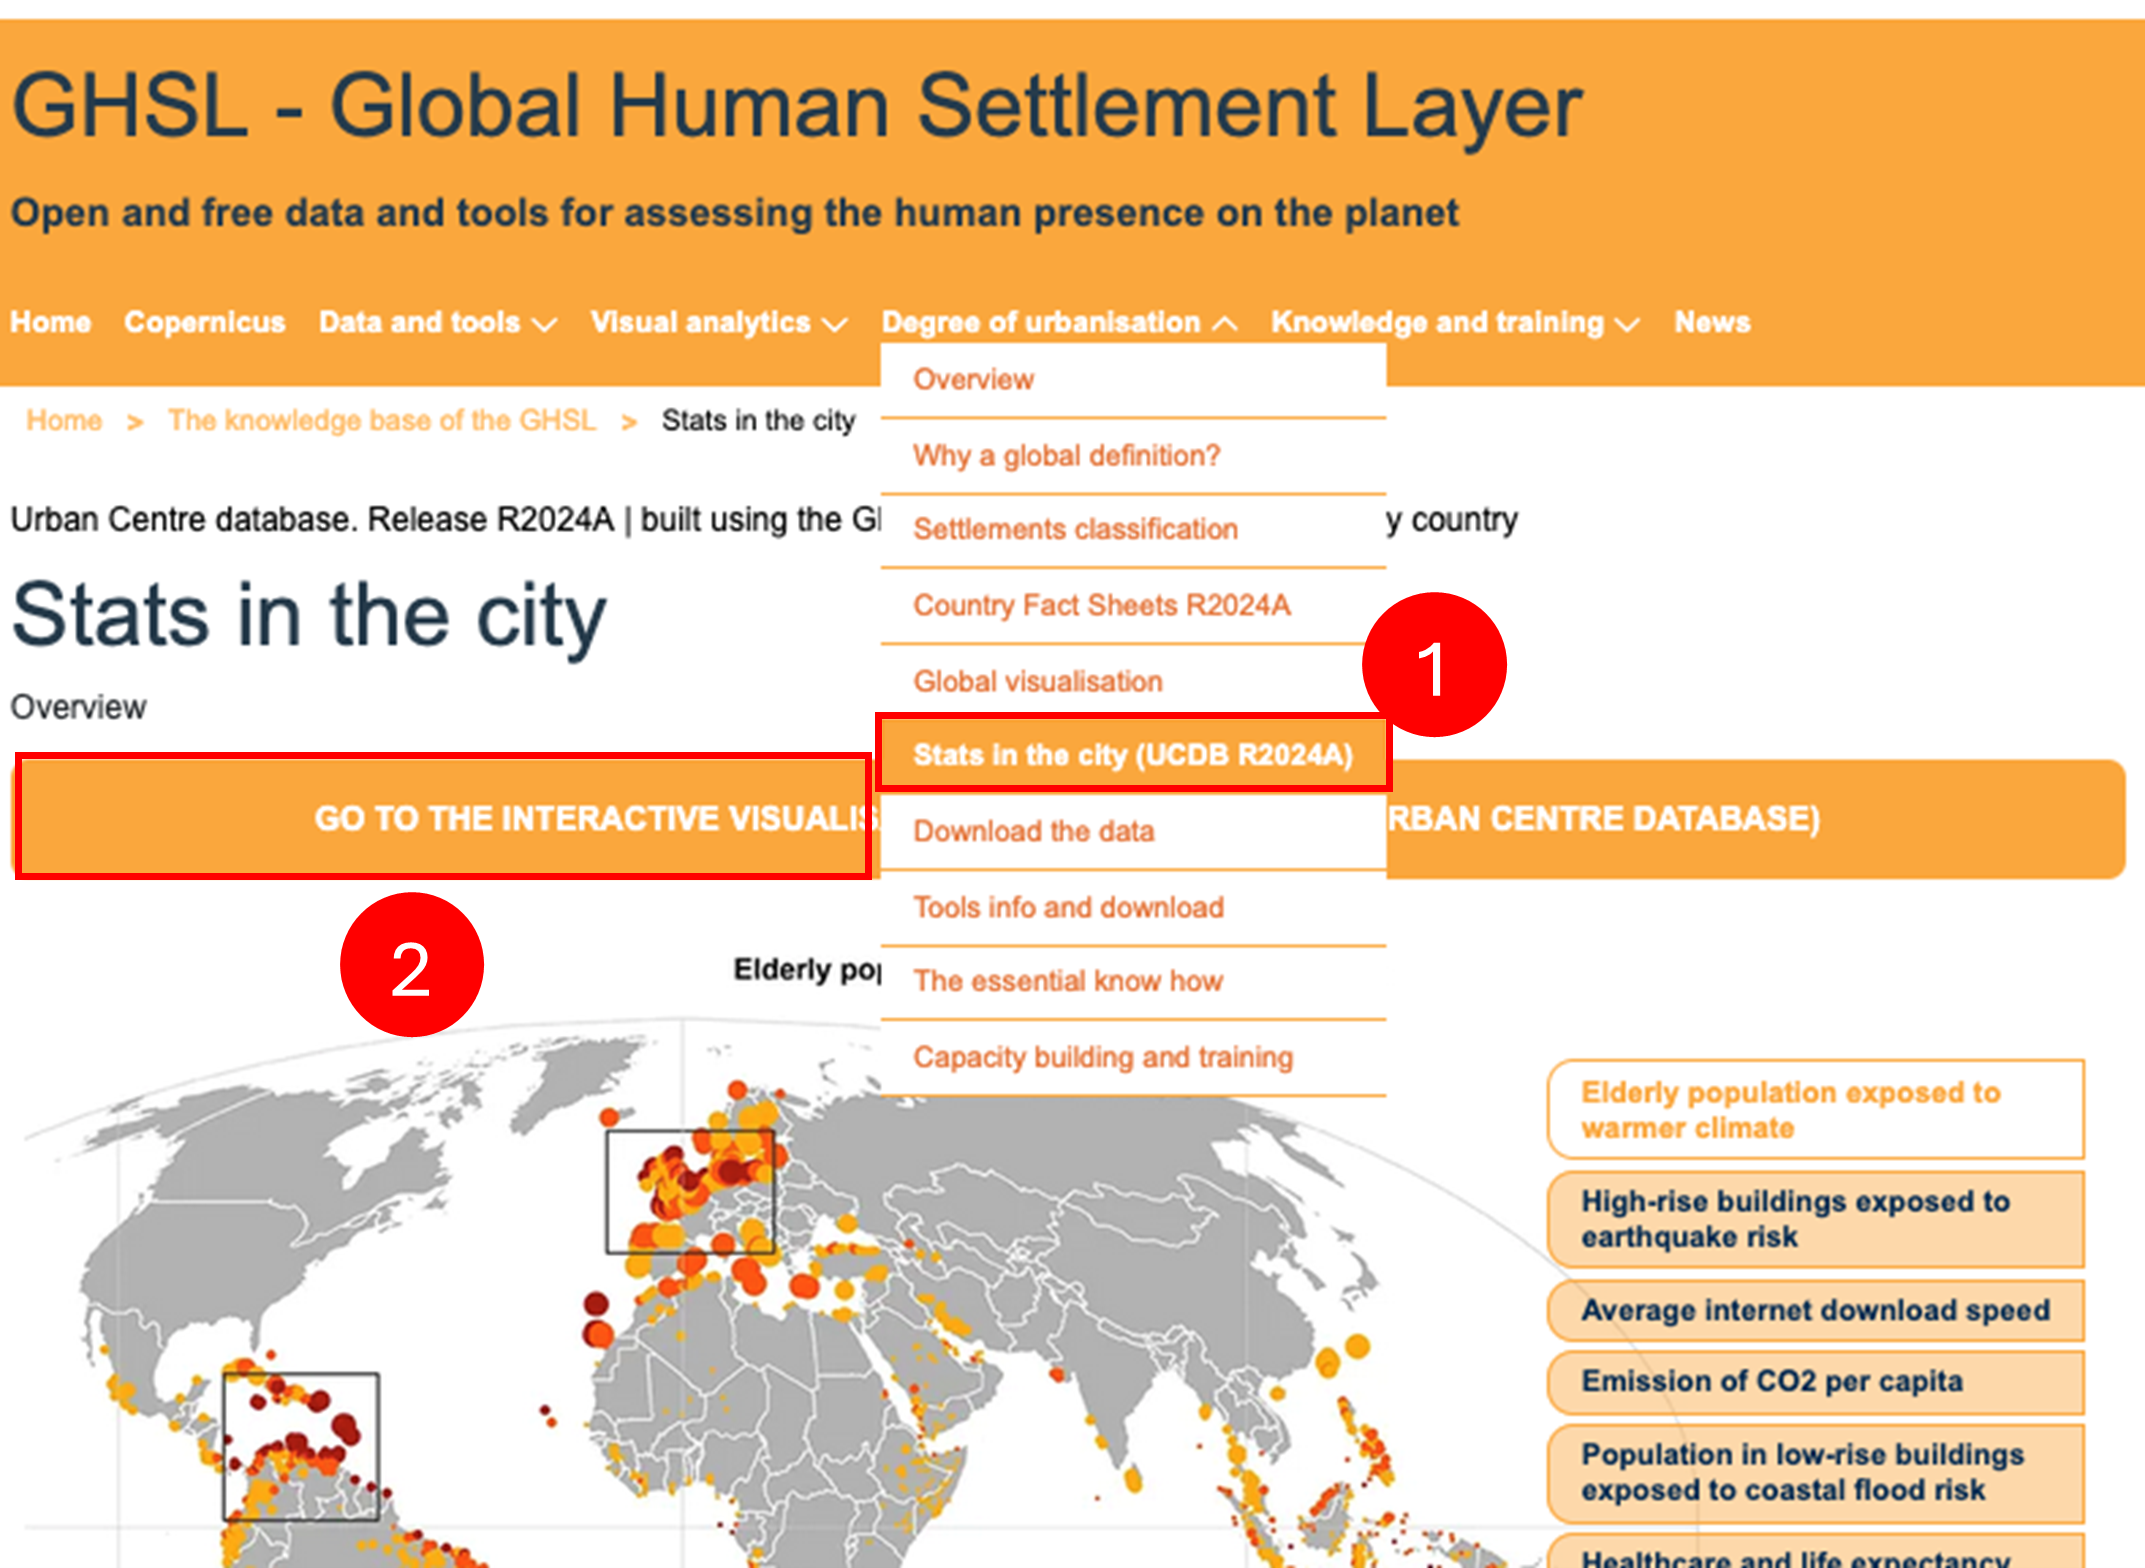 GHSL - Global Human Settlement Layer
Open and free data and tools for assessing the human presence on the planet
Home Copernicus Data and tools Visual analytics Degree of urbanisation Knowledge and training News
Overview
Why a global definition?
Settlements classification
Country Fact Sheets R2024A
Global visualisation
Stats in the city (UCDB R2024A)
Download the data
Tools info and download
The essential know how
Capacity building and training
1
Home > The knowledge base of the GHSL > Stats in the city
Urban Centre database. Release R2024A | built using the y country
Stats in the city
Overview
GO TO THE INTERACTIVE VISUALIS RBAN CENTRE DATABASE)
2
Elderly pop
Elderly population exposed to
warmer climate
High-rise buildings exposed to
earthquake risk
Average internet download speed
Emission of CO2 per capita
Population in low-rise buildings
exposed to coastal flood risk
Healthcare and life expectancy